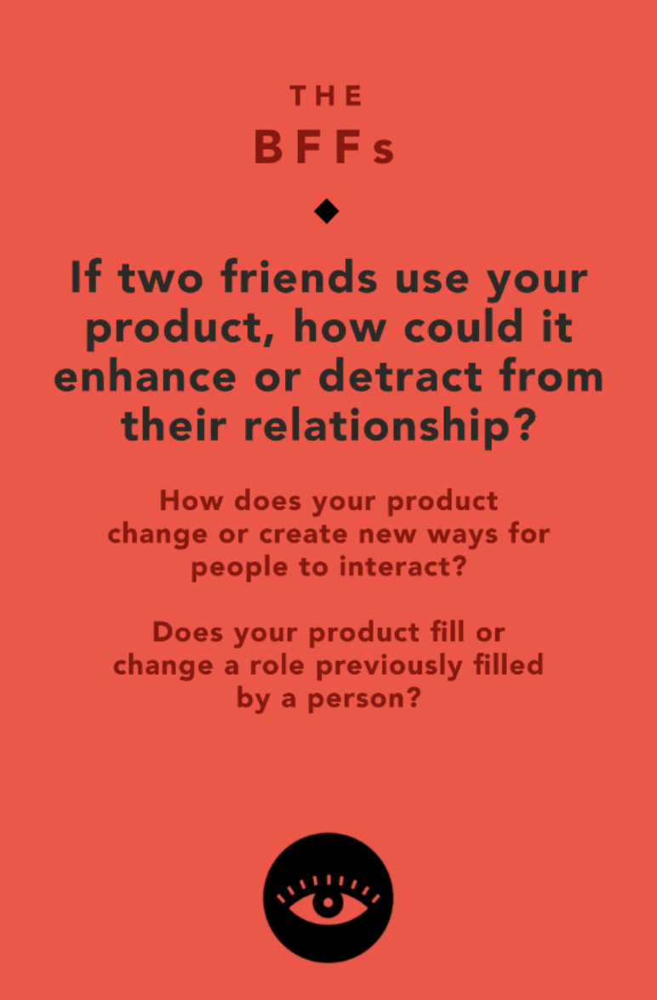 THE
BFFs
If two friends use your
product, how could it
enhance or detract from
their relationship?
How does your product
change or create new ways for
people to interact?
Does your product fill or
change a role previously filled
by a person?